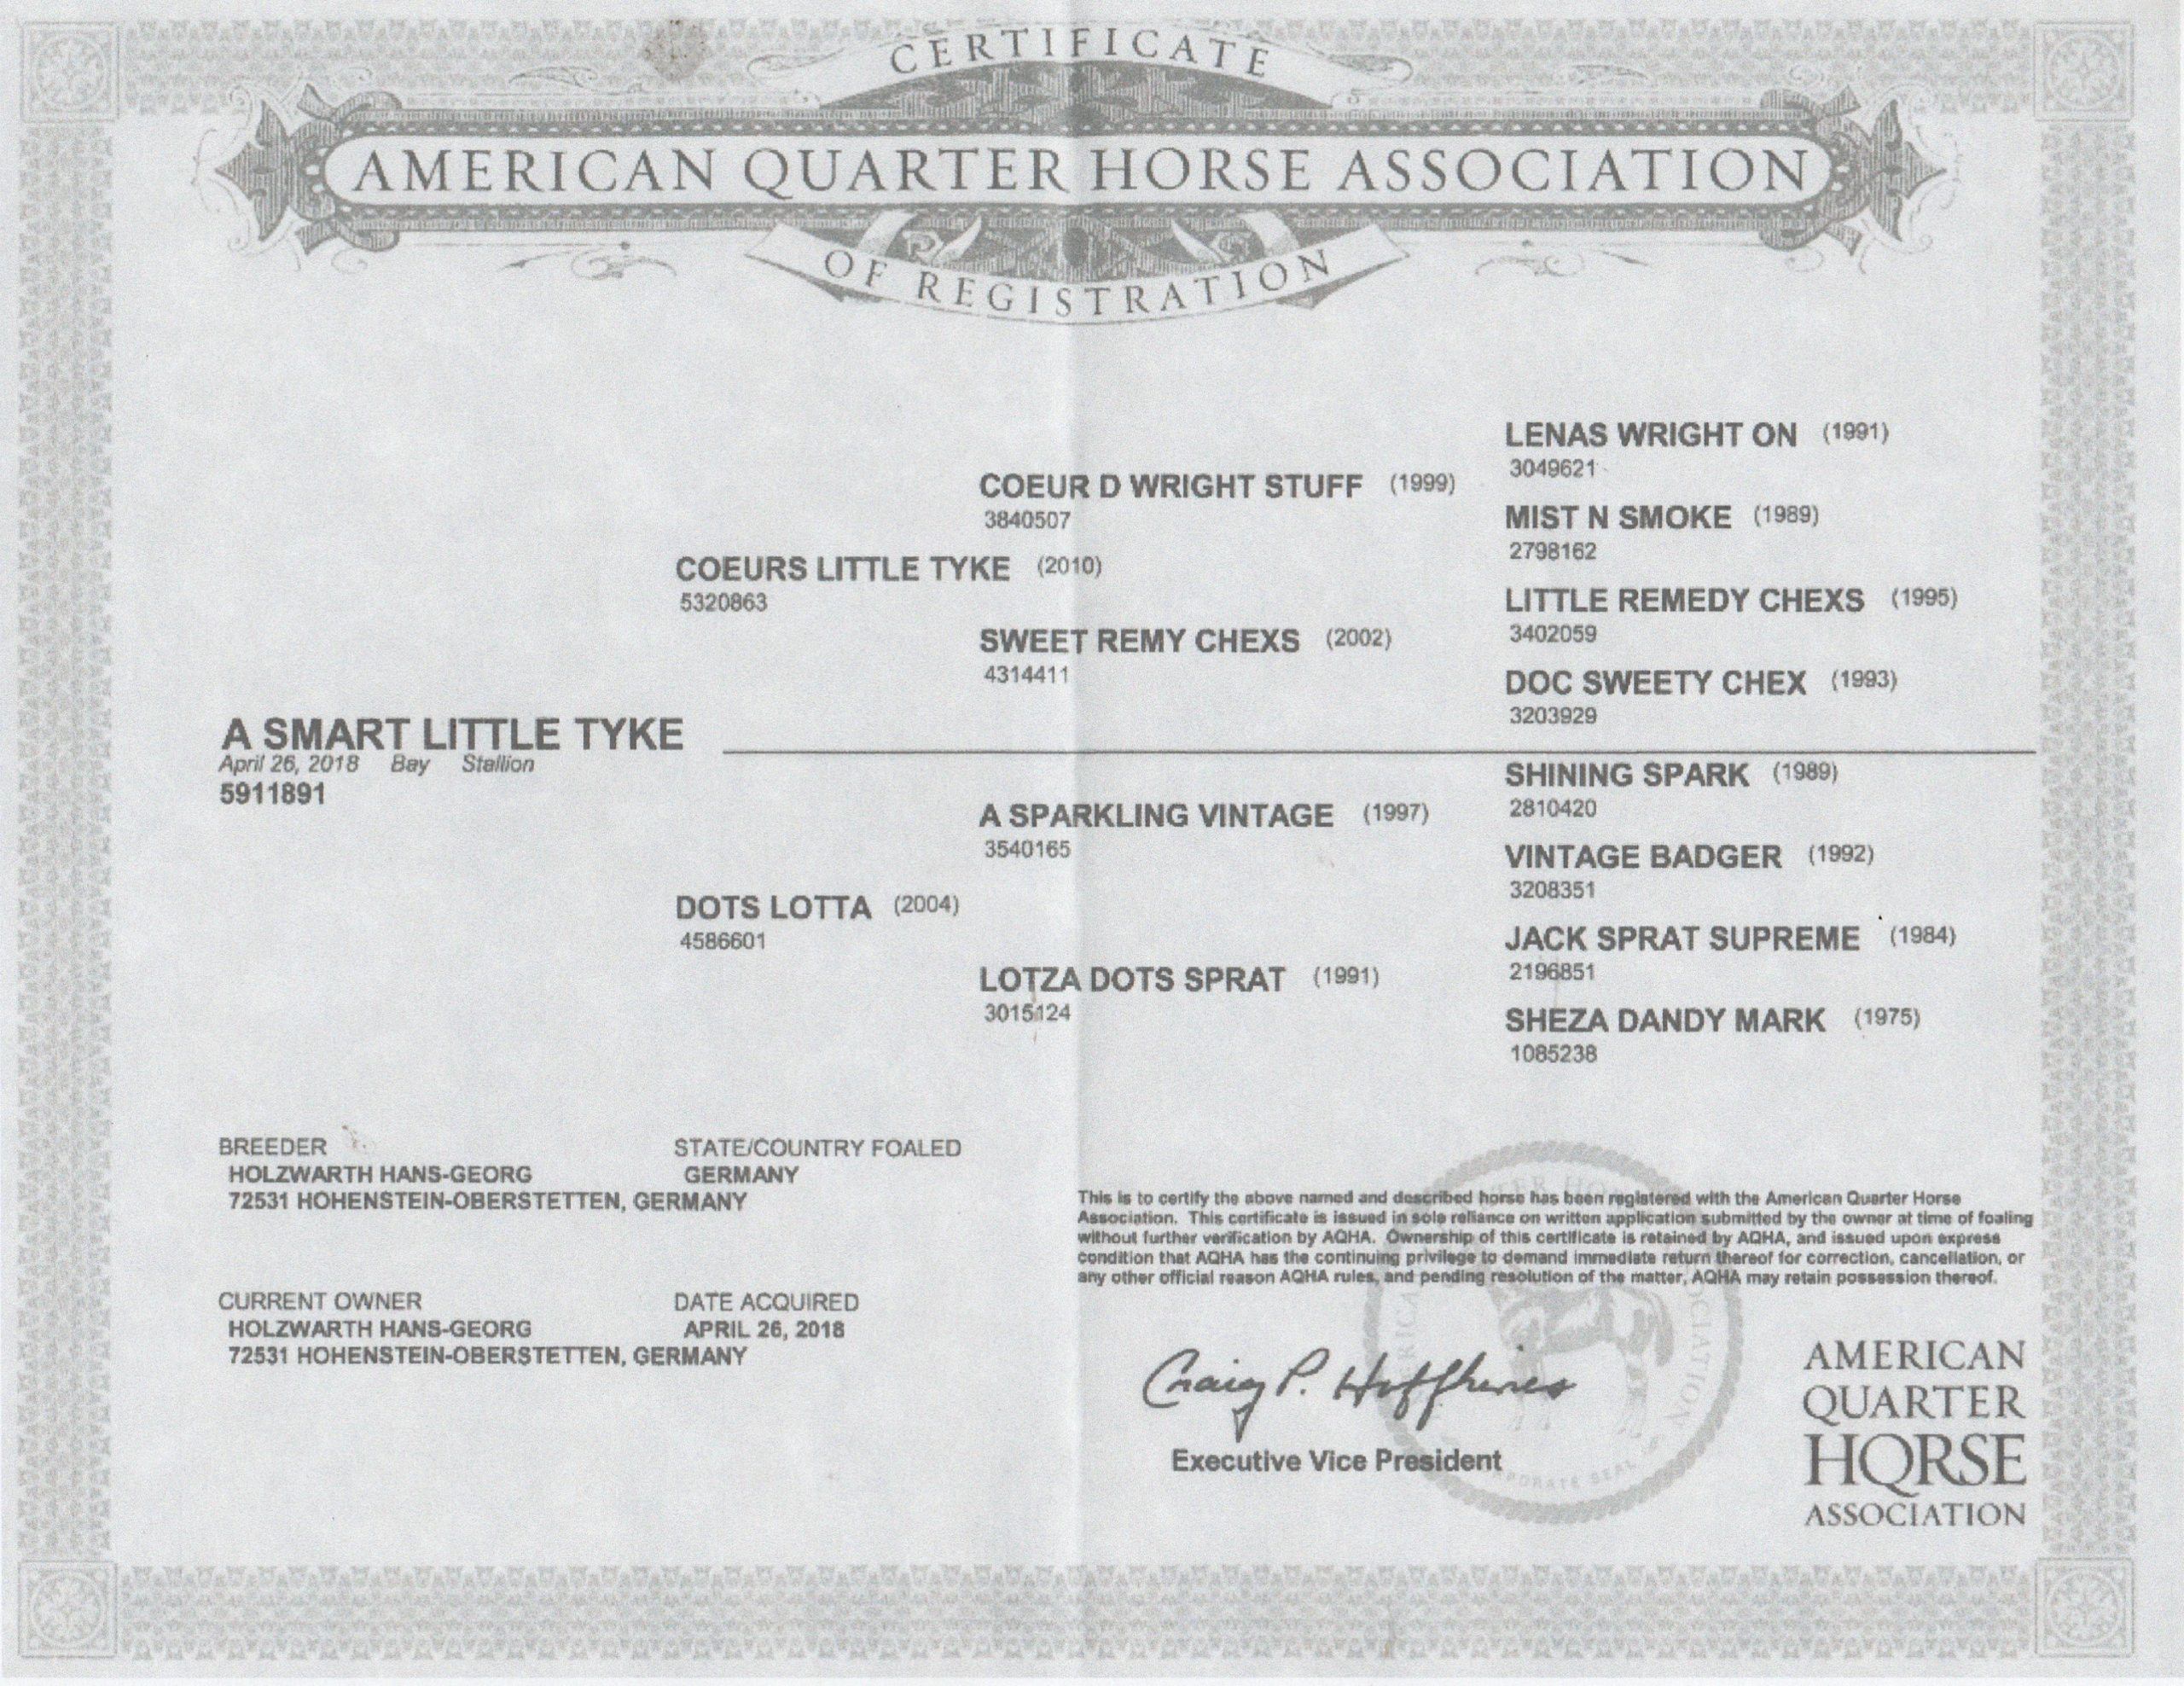 CERTIFICATE
AMERICAN QUARTER HORSE ASSOCIATION
OF REGISTRATION
LENAS WRIGHT ON (1991)
3049621
COEUR D WRIGHT STUFF (1999)
3840507
MIST N SMOKE (1989)
2798162
COEURS LITTLE TYKE (2010)
5320863
LITTLE REMEDY CHEXS (1995)
3402059
SWEET REMY CHEXS (2002)
4314411
DOC SWEETY CHEX (1993)
3203929
A SMART LITTLE TYKE
April 26, 2018 Bay Stallion
5911891
SHINING SPARK (1989)
2810420
A SPARKLING VINTAGE (1997)
3540165
VINTAGE BADGER (1992)
3208351
DOTS LOTTA (2004)
4586601
JACK SPRAT SUPREME (1984)
2196851
LOTZA DOTS SPRAT (1991)
3015124
SHEZA DANDY MARK (1975)
1085238
BREEDER
HOLZWARTH HANS-GEORG
72531 HOHENSTEIN-OBERSTETTEN, GERMANY
STATE/COUNTRY FOALED
GERMANY
CURRENT OWNER
HOLZWARTH HANS-GEORG
72531 HOHENSTEIN-OBERSTETTEN, GERMANY
DATE ACQUIRED
APRIL 26, 2018
This is to certify the above named and described horse has been registered with the American Quarter Horse
Association. This certificate is issued in sole reliance on written application submitted by the owner at time of foaling
without further verification by AQHA. Ownership of this certificate is retained by AQHA, and issued upon express
condition that AQHA has the continuing privilege to demand immediate return thereof for correction, cancellation, or
any other official reason AQHA rules, and pending resolution of the matter, AQHA may retain possession thereof.
Craig P. Huffhines
Executive Vice President
AMERICAN
QUARTER
HORSE
ASSOCIATION